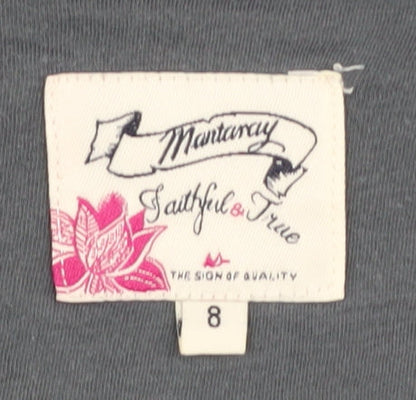 Mantaray
Faithful & True
THE SIGN OF QUALITY
8